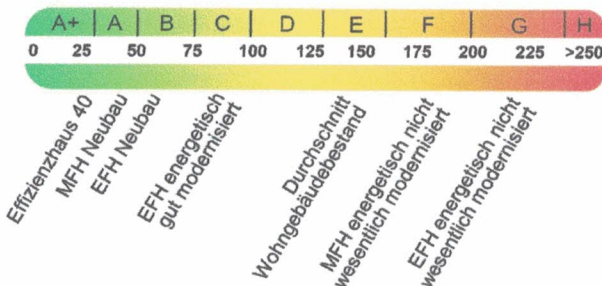 A+ A B C D E F G H
0 25 50 75 100 125 150 175 200 225 >250
Effizienzhaus 40
MFH Neubau
EFH Neubau
EFH energetisch
gut modernisiert
Durchschnitt
Wohngebäudebestand
MFH energetisch nicht
wesentlich modernisiert
EFH energetisch nicht
wesentlich modernisiert